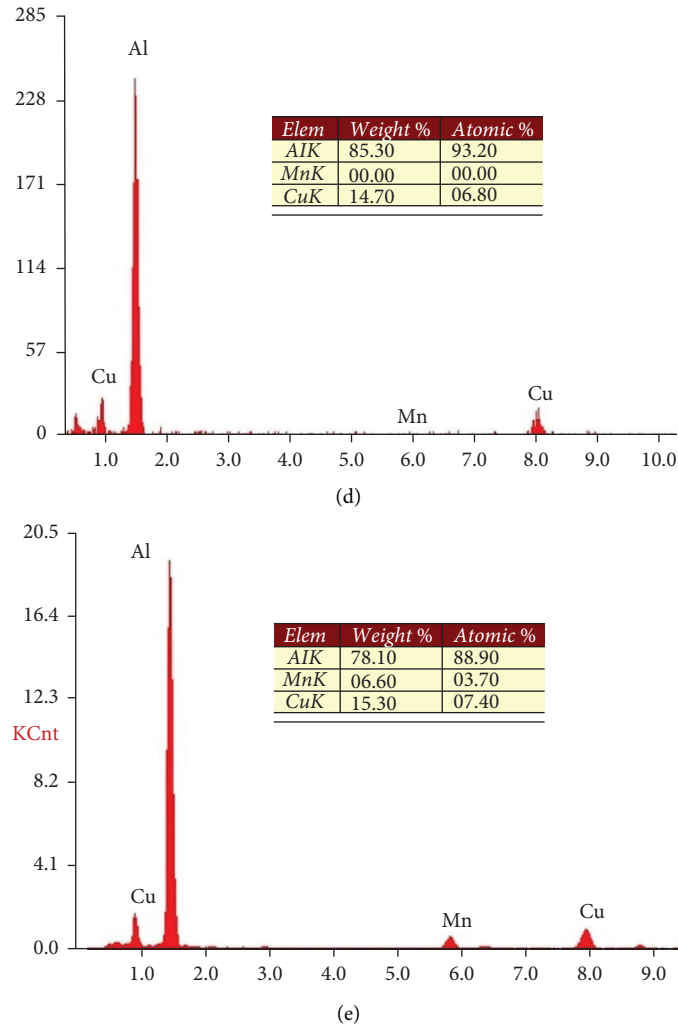 285
228
171
114
57
0
Al
Cu
Mn
Cu
Elem Weight % Atomic %
AlK 85.30 93.20
MnK 00.00 00.00
CuK 14.70 06.80
1.0 2.0 3.0 4.0 5.0 6.0 7.0 8.0 9.0 10.0
(d)
20.5
16.4
12.3
KCnt
8.2
4.1
0.0
Al
Cu
Mn
Cu
Elem Weight % Atomic %
AlK 78.10 88.90
MnK 06.60 03.70
CuK 15.30 07.40
1.0 2.0 3.0 4.0 5.0 6.0 7.0 8.0 9.0
(e)